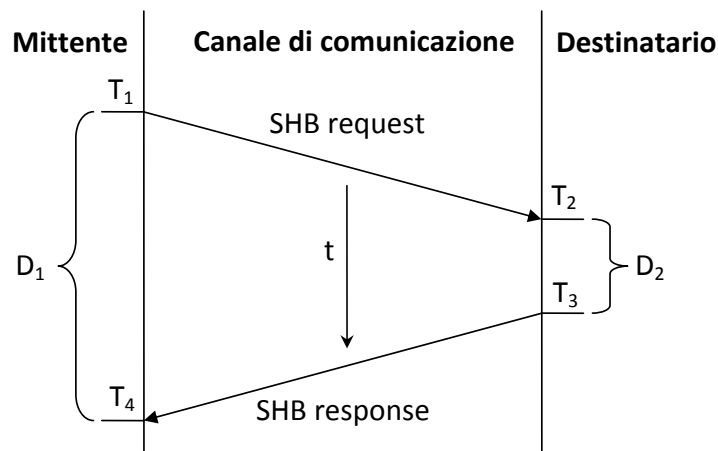 Mittente Canale di comunicazione Destinatario
T₁
SHB request
T₂
t
D₁ D₂
T₃
T₄
SHB response